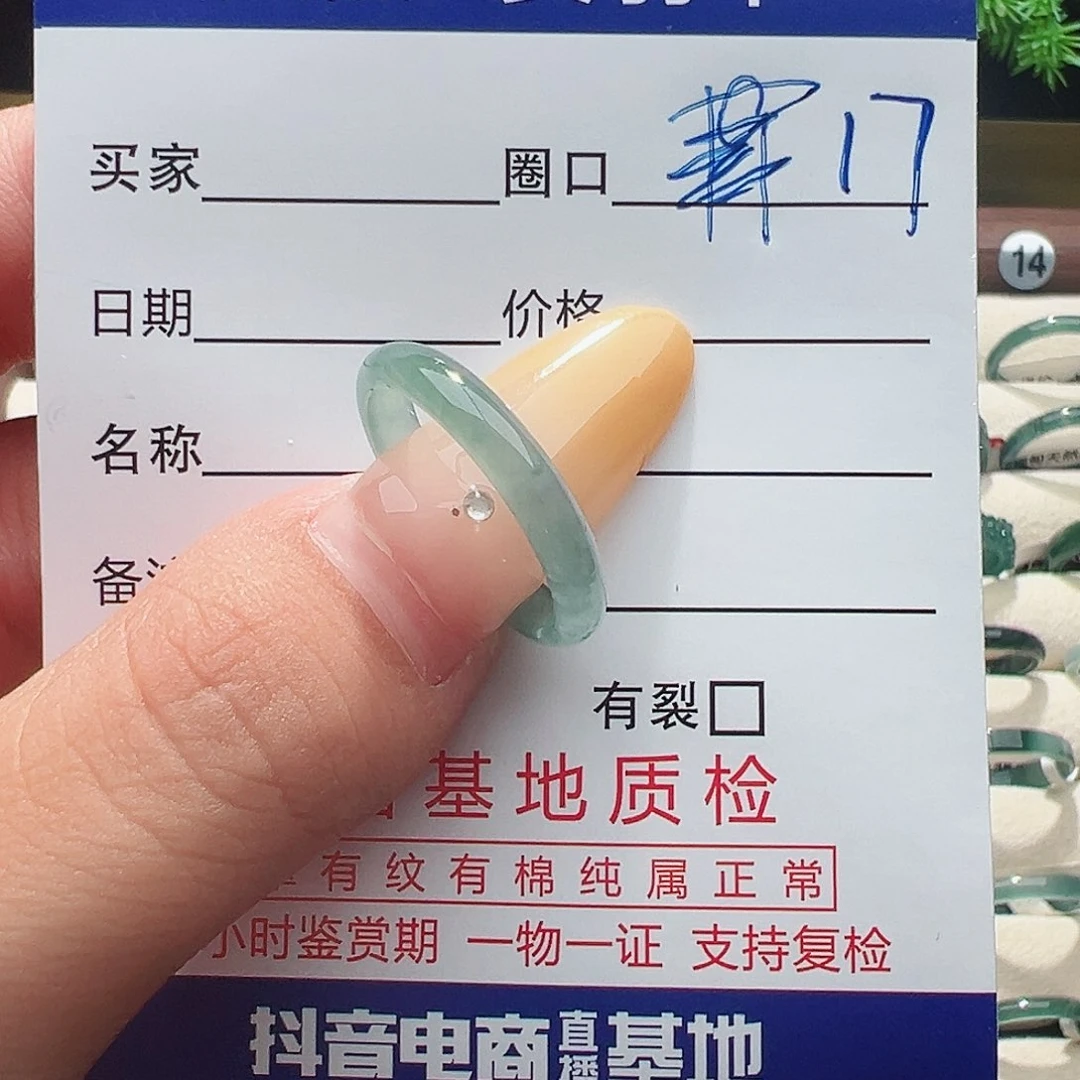 买家 圈口 17
14
日期 价格
名称
备
有裂□
基地质检
有纹有棉纯属正常
小时鉴赏期 一物一证 支持复检
抖音电商直播基地